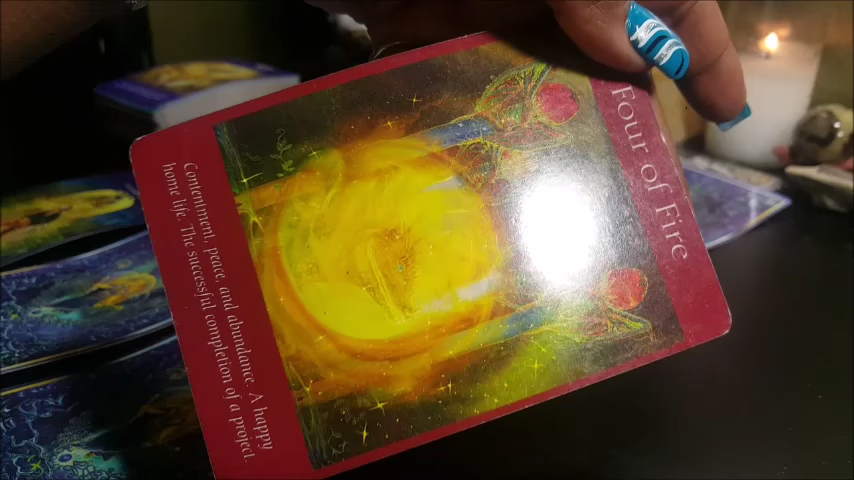 Four of Fire
Contentment, peace, and abundance. A happy
home life. The successful completion of a project.